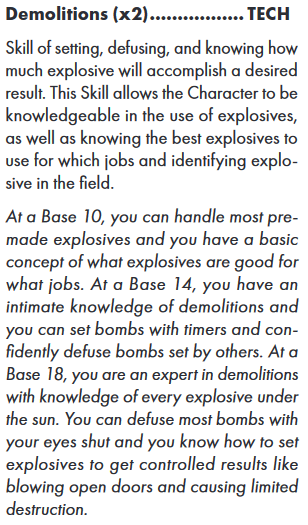 Demolitions (x2)................. TECH
Skill of setting, defusing, and knowing how
much explosive will accomplish a desired
result. This Skill allows the Character to be
knowledgeable in the use of explosives,
as well as knowing the best explosives to
use for which jobs and identifying explo-
sive in the field.
At a Base 10, you can handle most pre-
made explosives and you have a basic
concept of what explosives are good for
what jobs. At a Base 14, you have an
intimate knowledge of demolitions and
you can set bombs with timers and con-
fidently defuse bombs set by others. At a
Base 18, you are an expert in demolitions
with knowledge of every explosive under
the sun. You can defuse most bombs with
your eyes shut and you know how to set
explosives to get controlled results like
blowing open doors and causing limited
destruction.